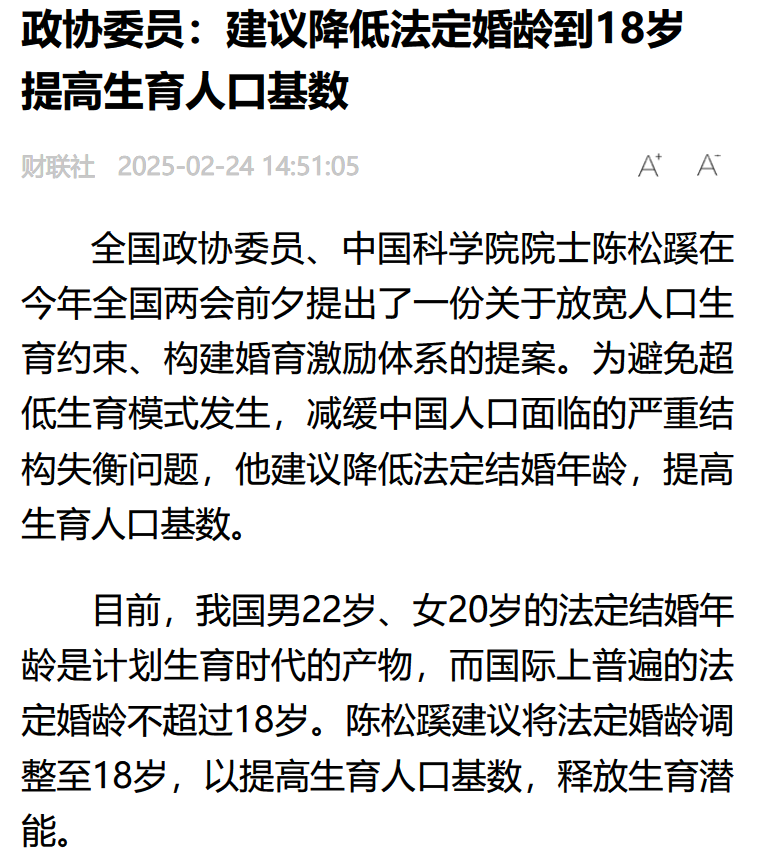 政协委员：建议降低法定婚龄到18岁
提高生育人口基数
财联社 2025-02-24 14:51:05 A+ A-
全国政协委员、中国科学院院士陈松蹊在
今年全国两会前夕提出了一份关于放宽人口生
育约束、构建婚育激励体系的提案。为避免超
低生育模式发生，减缓中国人口面临的严重结
构失衡问题，他建议降低法定结婚年龄，提高
生育人口基数。
目前，我国男22岁、女20岁的法定结婚年
龄是计划生育时代的产物，而国际上普遍的法
定婚龄不超过18岁。陈松蹊建议将法定婚龄调
整至18岁，以提高生育人口基数，释放生育潜
能。